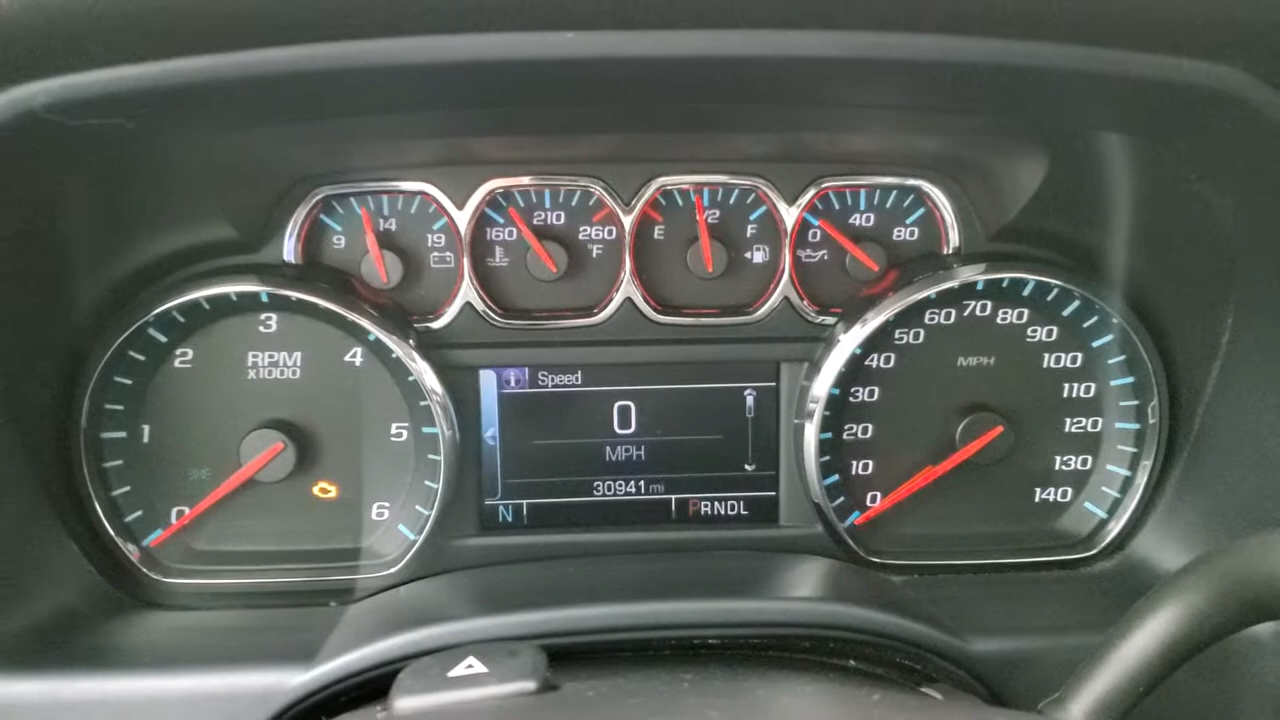 9 14 19
160 210 260
°F
E 1/2 F
0 40 80
RPM
x1000
0 1 2 3 4 5 6
i Speed
0
MPH
30941 mi
N PRNDL
MPH
0 10 20 30 40 50 60 70 80 90 100 110 120 130 140